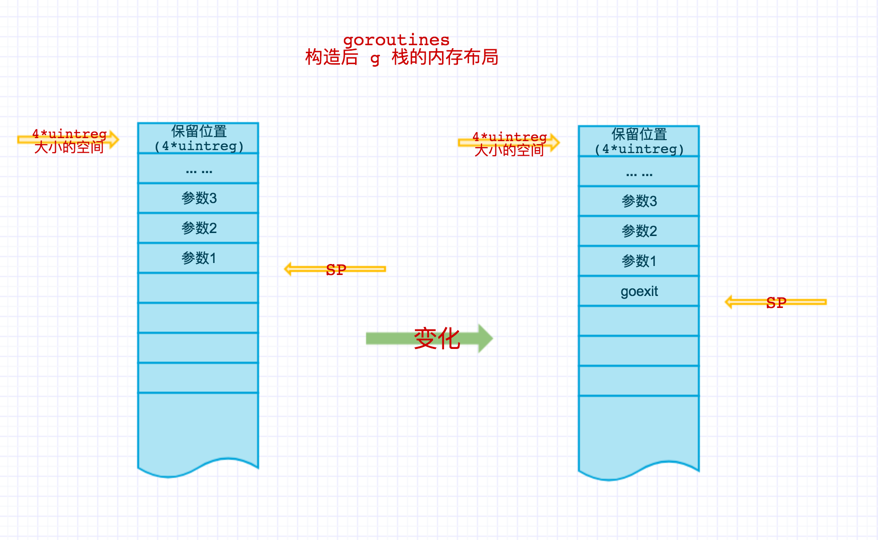 goroutines
构造后 g 栈的内存布局
4*uintreg
大小的空间
保留位置
(4*uintreg)
... ...
参数3
参数2
参数1
SP
变化
4*uintreg
大小的空间
保留位置
(4*uintreg)
... ...
参数3
参数2
参数1
goexit
SP